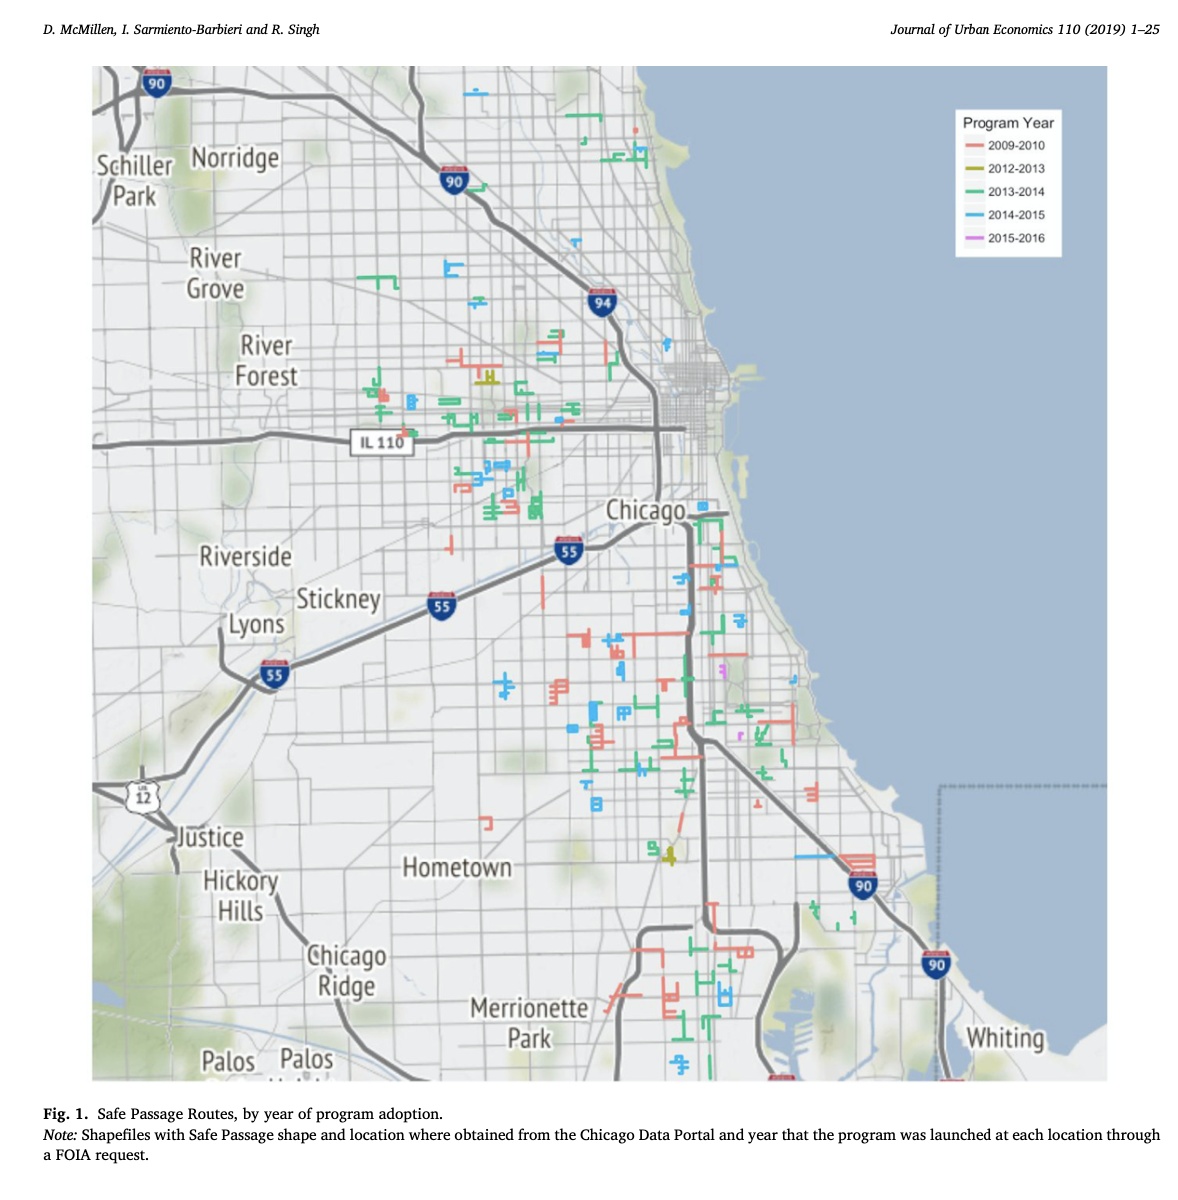 D. McMillen, I. Sarmiento-Barbieri and R. Singh
Journal of Urban Economics 110 (2019) 1–25
90
Program Year
2009-2010
2012-2013
2013-2014
2014-2015
2015-2016
Schiller
Park
Norridge
90
River
Grove
94
River
Forest
IL 110
Chicago
55
Riverside
Stickney
55
Lyons
55
US
12
Justice
Hometown
Hickory
Hills
90
Chicago
Ridge
90
Merrionette
Park
Whiting
Palos
Palos
Fig. 1. Safe Passage Routes, by year of program adoption.
Note: Shapefiles with Safe Passage shape and location where obtained from the Chicago Data Portal and year that the program was launched at each location through
a FOIA request.